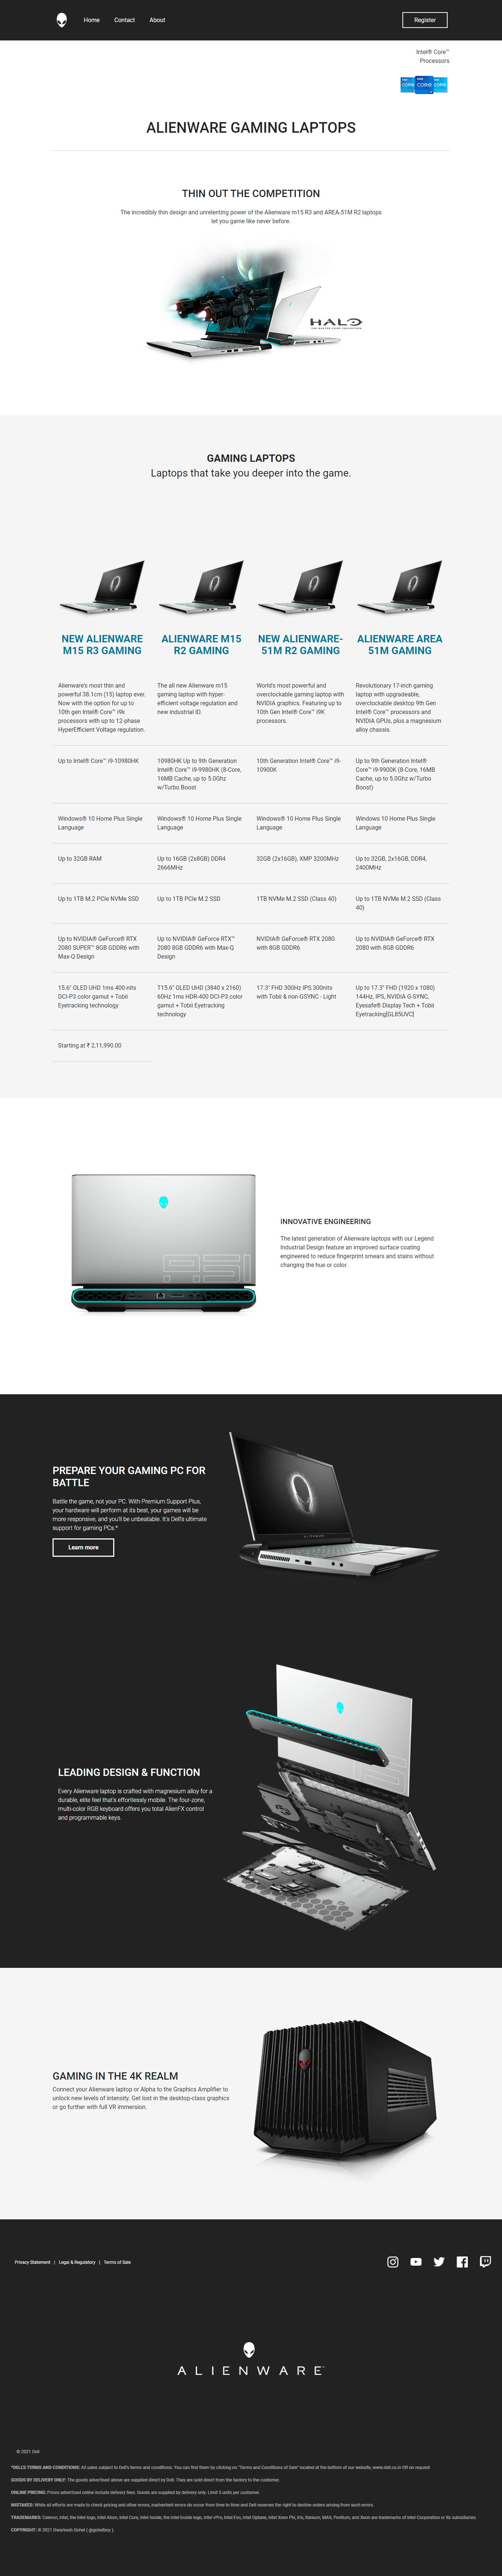 Home Contact About Register
Intel® Core™
Processors
ALIENWARE GAMING LAPTOPS
THIN OUT THE COMPETITION
The incredibly thin design and unrelenting power of the Alienware m15 R3 and AREA-51M R2 laptops
let you game like never before.
HALO
GAMING LAPTOPS
Laptops that take you deeper into the game.
NEW ALIENWARE
M15 R3 GAMING
Alienware's most thin and
powerful 38.1cm (15) laptop ever.
Now with the option for up to
10th gen Intel® Core™ i9k
processors with up to 12-phase
HyperEfficient Voltage regulation.
Up to Intel® Core™ i9-10980HK
Windows® 10 Home Plus Single
Language
Up to 32GB RAM
Up to 1TB M.2 PCIe NVMe SSD
Up to NVIDIA® GeForce® RTX
2080 SUPER™ 8GB GDDR6 with
Max-Q Design
15.6" OLED UHD 1ms 400-nits
DCI-P3 color gamut + Tobii
Eyetracking technology
Starting at ₹ 2,11,990.00
ALIENWARE M15
R2 GAMING
The all new Alienware m15
gaming laptop with hyper-
efficient voltage regulation and
new industrial ID.
10980HK Up to 9th Generation
Intel® Core™ i9-9980HK (8-Core,
16MB Cache, up to 5.0Ghz
w/Turbo Boost
Windows® 10 Home Plus Single
Language
Up to 16GB (2x8GB) DDR4
2666MHz
Up to 1TB PCIe M.2 SSD
Up to NVIDIA® GeForce RTX™
2080 8GB GDDR6 with Max-Q
Design
T15.6" OLED UHD (3840 x 2160)
60Hz 1ms HDR-400 DCI-P3 color
gamut + Tobii Eyetracking
technology
NEW ALIENWARE-
51M R2 GAMING
World's most powerful and
overclockable gaming laptop with
NVIDIA graphics. Featuring up to
10th Gen Intel® Core™ i9K
processors.
10th Generation Intel® Core™ i9-
10900K
Windows® 10 Home Plus Single
Language
32GB (2x16GB), XMP 3200MHz
1TB NVMe M.2 SSD (Class 40)
NVIDIA® GeForce® RTX 2080
with 8GB GDDR6
17.3" FHD 300Hz IPS 300nits
with Tobii & non-GSYNC - Light
ALIENWARE AREA
51M GAMING
Revolutionary 17-inch gaming
laptop with upgradeable,
overclockable desktop 9th Gen
Intel® Core™ processors and
NVIDIA GPUs, plus a magnesium
alloy chassis.
Up to 9th Generation Intel®
Core™ i9-9900K (8-Core, 16MB
Cache, up to 5.0Ghz w/Turbo
Boost)
Windows 10 Home Plus Single
Language
Up to 32GB, 2x16GB, DDR4,
2400MHz
Up to 1TB NVMe M.2 SSD (Class
40)
Up to NVIDIA® GeForce® RTX
2080 with 8GB GDDR6
Up to 17.3" FHD (1920 x 1080)
144Hz, IPS, NVIDIA G-SYNC,
Eyesafe® Display Tech + Tobii
Eyetracking[GL85UVC]
INNOVATIVE ENGINEERING
The latest generation of Alienware laptops with our Legend
Industrial Design feature an improved surface coating
engineered to reduce fingerprint smears and stains without
changing the hue or color.
PREPARE YOUR GAMING PC FOR
BATTLE
Battle the game, not your PC. With Premium Support Plus,
your hardware will perform at its best, your games will be
more responsive, and you'll be unbeatable. It's Dell's ultimate
support for gaming PCs.*
Learn more
LEADING DESIGN & FUNCTION
Every Alienware laptop is crafted with magnesium alloy for a
durable, elite feel that's effortlessly mobile. The four-zone,
multi-color RGB keyboard offers you total AlienFX control
and programmable keys.
GAMING IN THE 4K REALM
Connect your Alienware laptop or Alpha to the Graphics Amplifier to
unlock new levels of intensity. Get lost in the desktop-class graphics
or go further with full VR immersion.
Privacy Statement | Legal & Regulatory | Terms of Sale
ALIENWARE™
© 2021 Dell
*DELL'S TERMS AND CONDITIONS: All sales subject to Dell's terms and conditions. You can find them by clicking on "Terms and Conditions of Sale" located at the bottom of our website, www.dell.co.in OR on request
GOODS BY DELIVERY ONLY: The goods advertised above are supplied direct by Dell. They are sold direct from the factory to the customer.
ONLINE PRICING: Prices advertised online include delivery fees. Goods are supplied by delivery only. Limit 5 units per customer.
MISTAKES: While all efforts are made to check pricing and other errors, inadvertent errors do occur from time to time and Dell reserves the right to decline orders arising from such errors.
TRADEMARKS: Celeron, Intel, the Intel logo, Intel Atom, Intel Core, Intel Inside, the Intel Inside logo, Intel vPro, Intel Evo, Intel Optane, Intel Xeon Phi, Iris, Itanium, MAX, Pentium, and Xeon are trademarks of Intel Corporation or its subsidiaries.